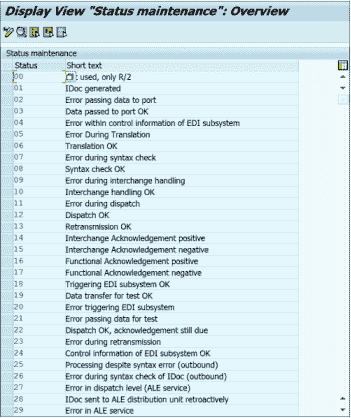 Display View "Status maintenance": Overview
Status maintenance
Status Short text
00 used, only R/2
01 IDoc generated
02 Error passing data to port
03 Data passed to port OK
04 Error within control information of EDI subsystem
05 Error During Translation
06 Translation OK
07 Error during syntax check
08 Syntax check OK
09 Error during interchange handling
10 Interchange handling OK
11 Error during dispatch
12 Dispatch OK
13 Retransmission OK
14 Interchange Acknowledgement positive
15 Interchange Acknowledgement negative
16 Functional Acknowledgement positive
17 Functional Acknowledgement negative
18 Triggering EDI subsystem OK
19 Data transfer for test OK
20 Error triggering EDI subsystem
21 Error passing data for test
22 Dispatch OK, acknowledgement still due
23 Error during retransmission
24 Control information of EDI subsystem OK
25 Processing despite syntax error (outbound)
26 Error during syntax check of IDoc (outbound)
27 Error in dispatch level (ALE service)
28 IDoc sent to ALE distribution unit retroactively
29 Error in ALE service